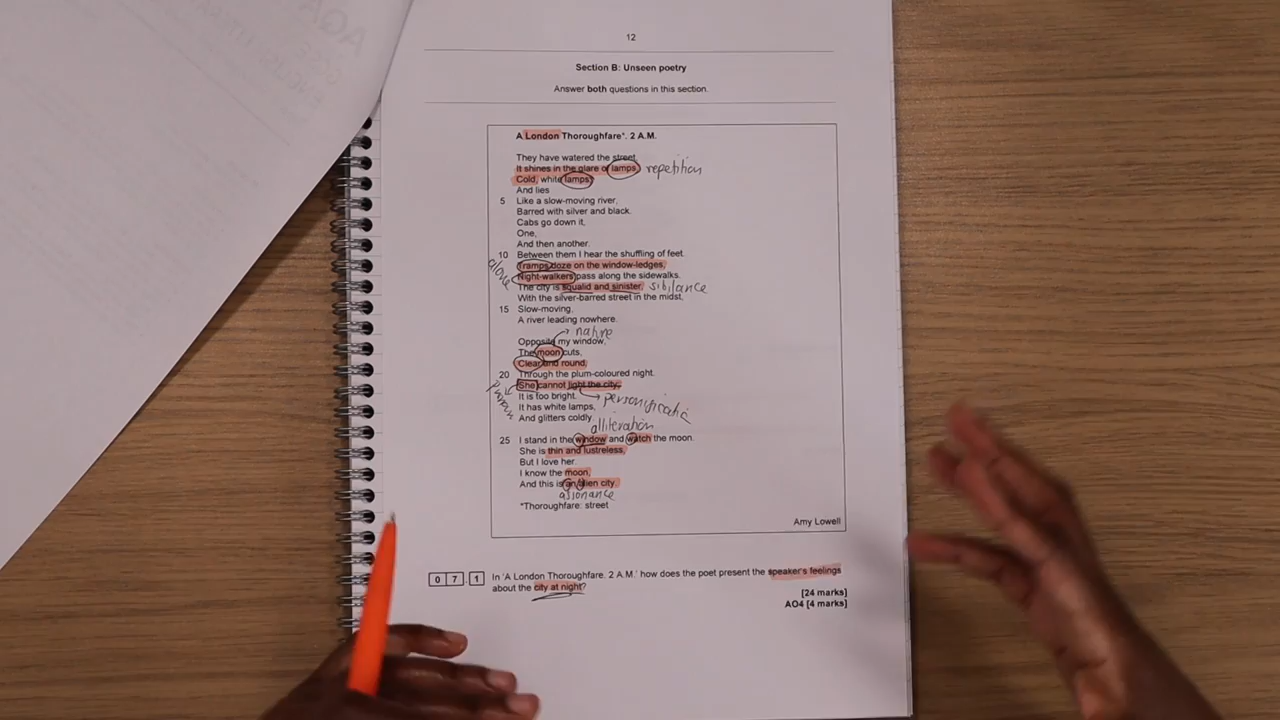 12
Section B: Unseen poetry
Answer both questions in this section.
A London Thoroughfare*. 2 A.M.
They have watered the street,
It shines in the glare of lamps, repetition
Cold, white lamps,
And lies
5 Like a slow-moving river,
Barred with silver and black.
Cabs go down it,
One,
And then another.
10 Between them I hear the shuffling of feet.
alone
Tramps doze on the window-ledges,
Night-walkers pass along the sidewalks.
The city is squalid and sinister, sibilance
With the silver-barred street in the midst,
15 Slow-moving,
A river leading nowhere.
nature
Opposite my window,
The moon cuts,
Clear and round,
20 Through the plum-coloured night.
She cannot light the city;
It is too bright. personificatio
It has white lamps,
And glitters coldly.
alliteration
25 I stand in the window and watch the moon.
She is thin and lustreless,
But I love her.
I know the moon,
And this is an alien city.
assonance
*Thoroughfare: street
Amy Lowell
0 7 . 1 In 'A London Thoroughfare. 2 A.M.' how does the poet present the speaker's feelings
about the city at night?
[24 marks]
AO4 [4 marks]